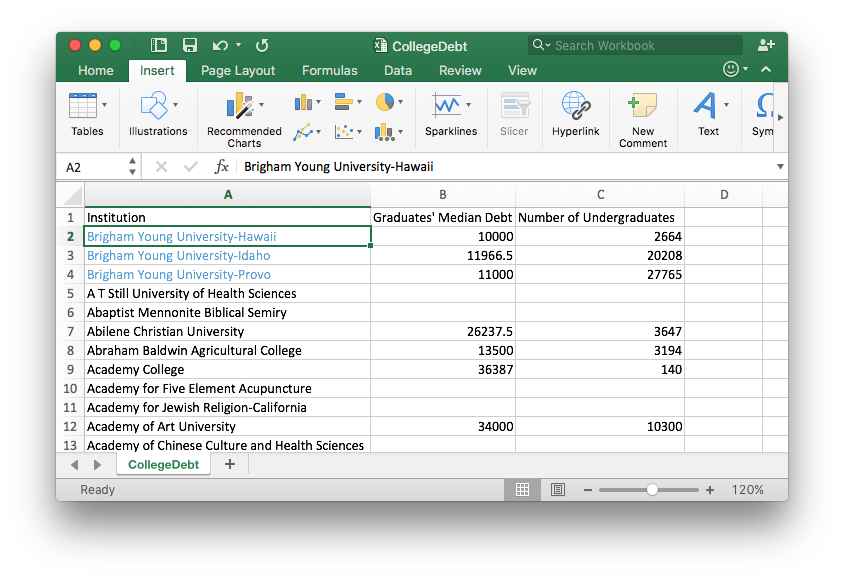 CollegeDebt
Search Workbook
Home Insert Page Layout Formulas Data Review View
Tables Illustrations Recommended Charts Sparklines Slicer Hyperlink New Comment Text Sym
A2 fx Brigham Young University-Hawaii
A B C D
1 Institution Graduates' Median Debt Number of Undergraduates
2 Brigham Young University-Hawaii 10000 2664
3 Brigham Young University-Idaho 11966.5 20208
4 Brigham Young University-Provo 11000 27765
5 A T Still University of Health Sciences
6 Abaptist Mennonite Biblical Semiry
7 Abilene Christian University 26237.5 3647
8 Abraham Baldwin Agricultural College 13500 3194
9 Academy College 36387 140
10 Academy for Five Element Acupuncture
11 Academy for Jewish Religion-California
12 Academy of Art University 34000 10300
13 Academy of Chinese Culture and Health Sciences
CollegeDebt +
Ready 120%